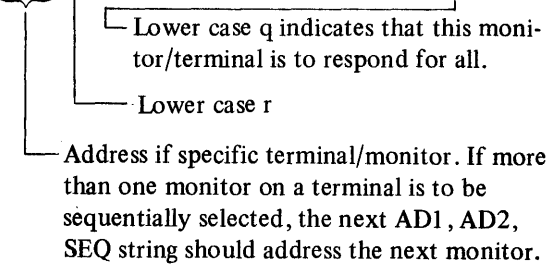 Lower case q indicates that this moni-
tor/terminal is to respond for all.
Lower case r
Address if specific terminal/monitor. If more
than one monitor on a terminal is to be
sequentially selected, the next AD1, AD2,
SEQ string should address the next monitor.